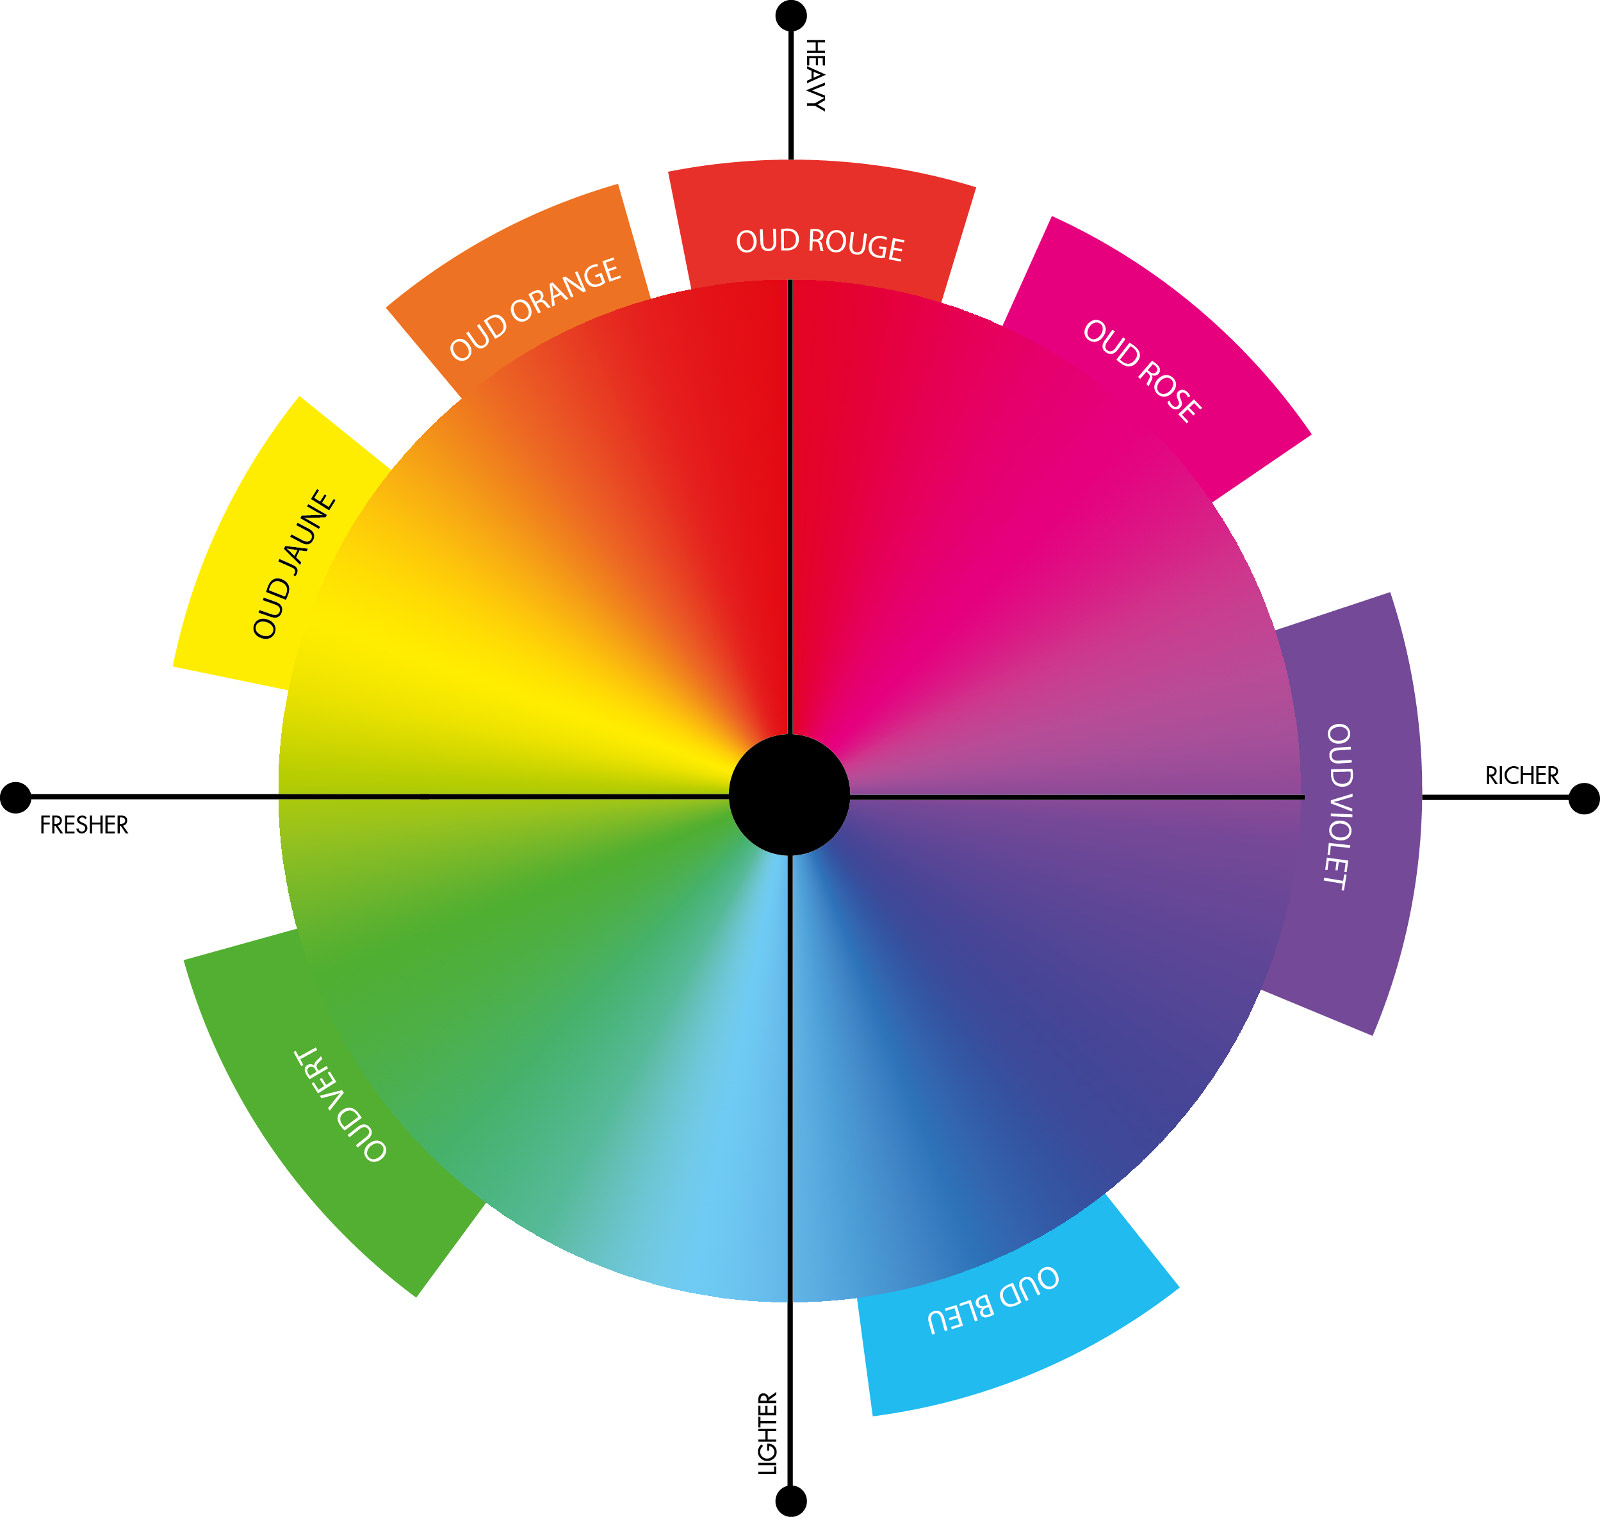 HEAVY
OUD ROUGE
OUD ORANGE
OUD ROSE
OUD JAUNE
OUD VIOLET
RICHER
FRESHER
OUD VERT
OUD BLEU
LIGHTER